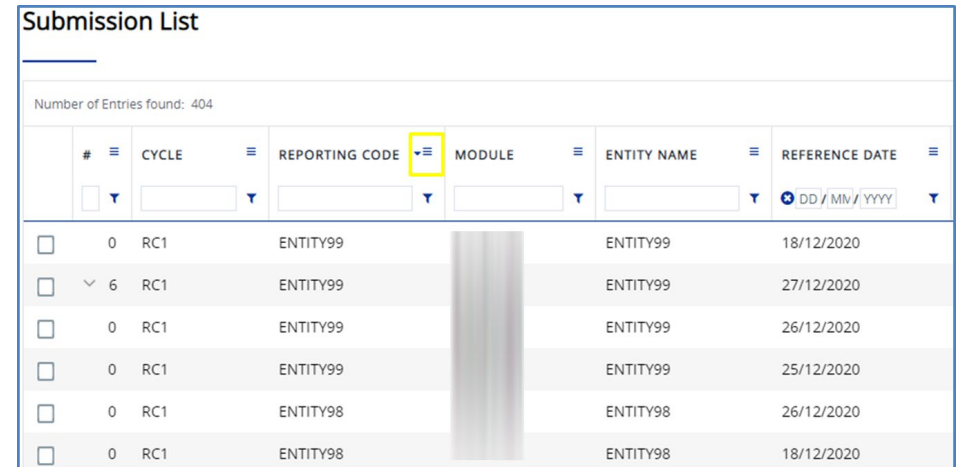 Submission List
Number of Entries found: 404
# CYCLE REPORTING CODE MODULE ENTITY NAME REFERENCE DATE
DD / MM / YYYY
0 RC1 ENTITY99 ENTITY99 18/12/2020
6 RC1 ENTITY99 ENTITY99 27/12/2020
0 RC1 ENTITY99 ENTITY99 26/12/2020
0 RC1 ENTITY99 ENTITY99 25/12/2020
0 RC1 ENTITY98 ENTITY98 26/12/2020
0 RC1 ENTITY98 ENTITY98 18/12/2020